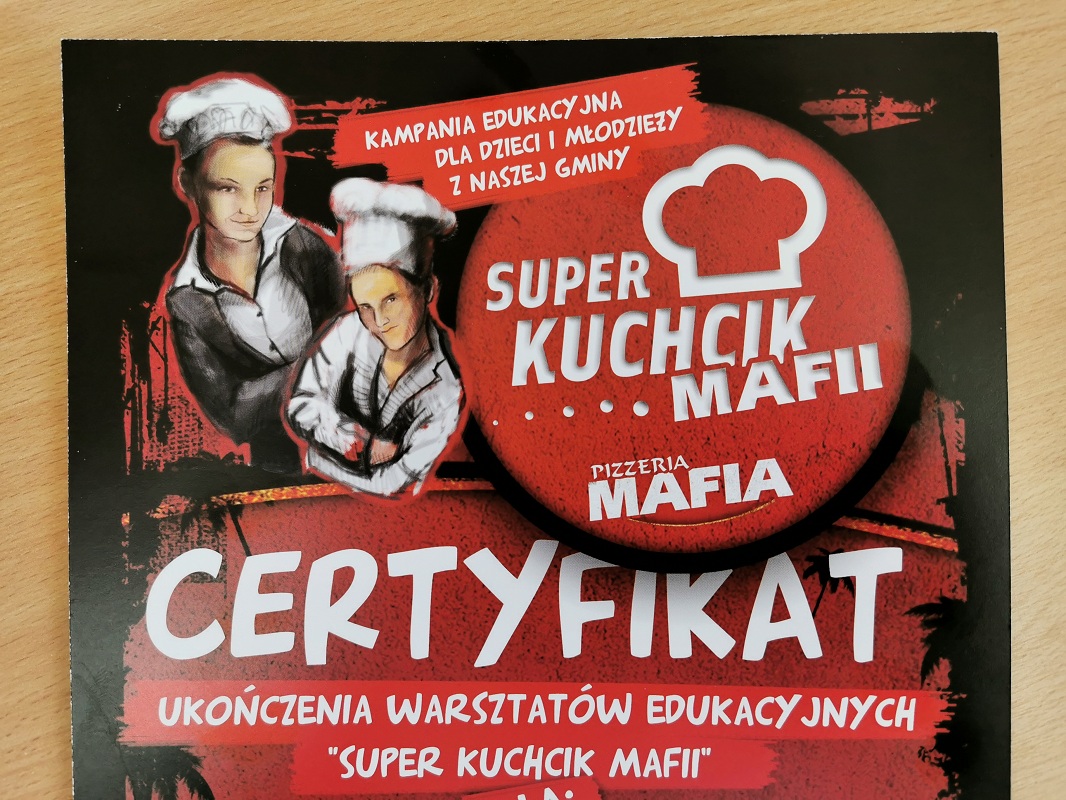 KAMPANIA EDUKACYJNA
DLA DZIECI I MŁODZIEŻY
Z NASZEJ GMINY
SUPER
KUCHCIK
MAFII
PIZZERIA
MAFIA
CERTYFIKAT
UKOŃCZENIA WARSZTATÓW EDUKACYJNYCH
"SUPER KUCHCIK MAFII"